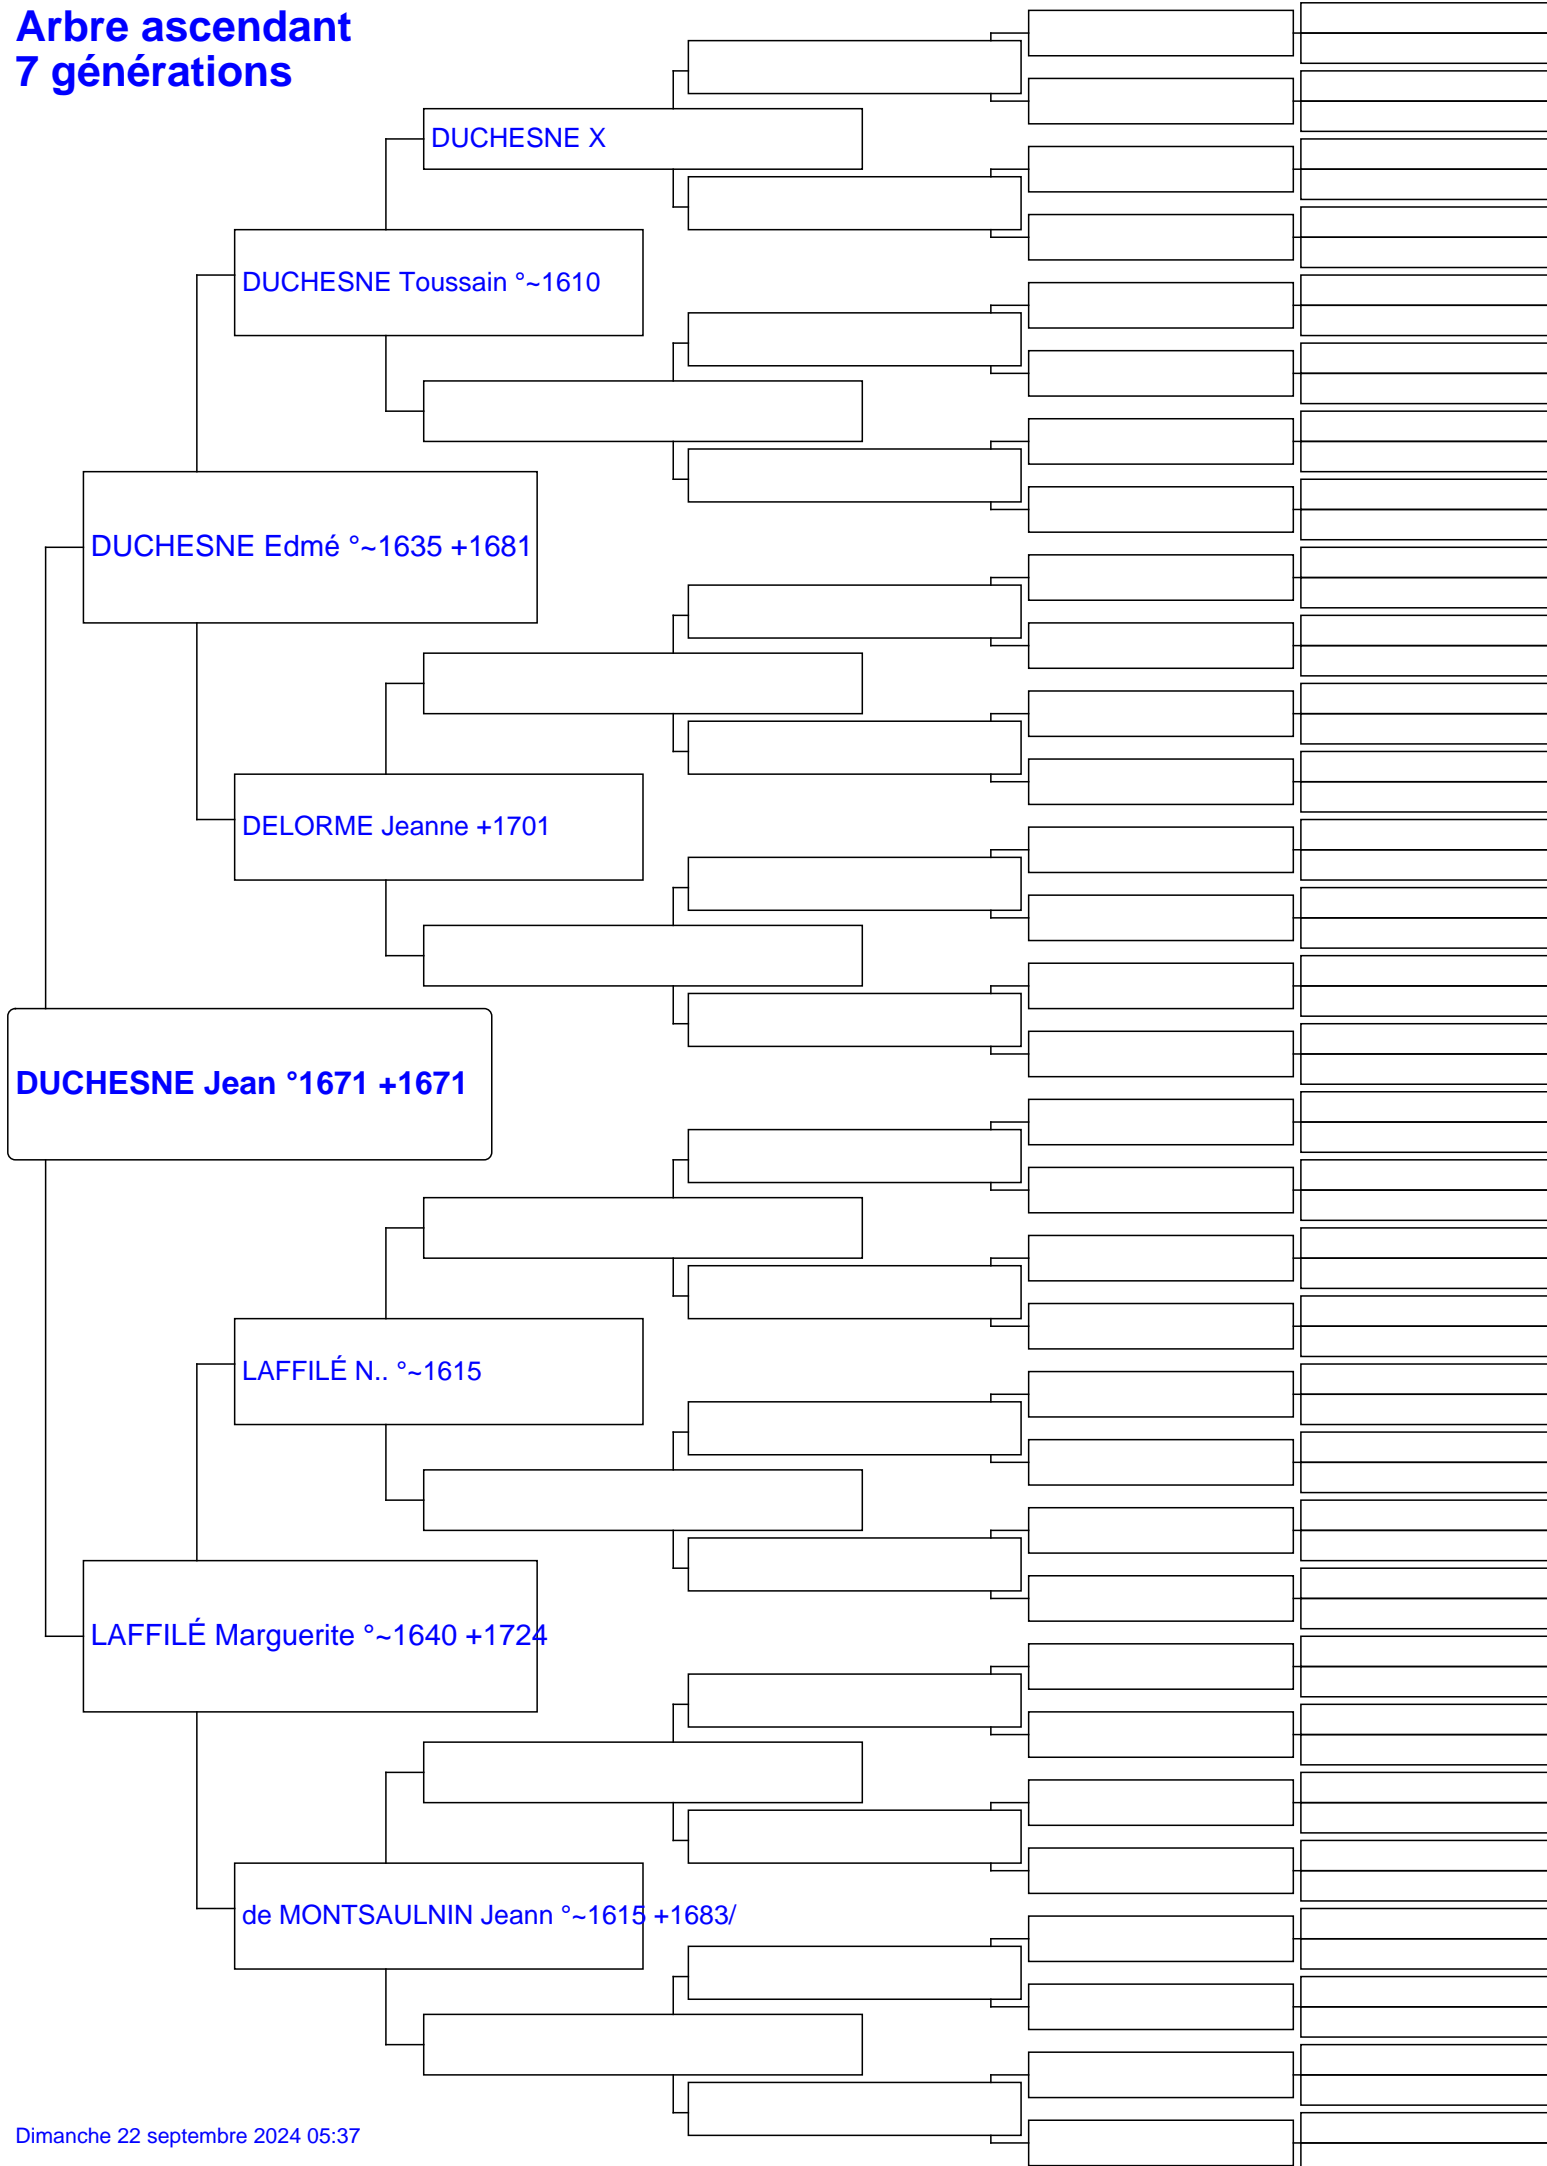 Arbre ascendant
7 générations
DUCHESNE X
DUCHESNE Toussain °~1610
DUCHESNE Edmé °~1635 +1681
DELORME Jeanne +1701
DUCHESNE Jean °1671 +1671
LAFFILÉ N.. °~1615
LAFFILÉ Marguerite °~1640 +1724
de MONTSAULNIN Jeann °~1615 +1683/
Dimanche 22 septembre 2024 05:37